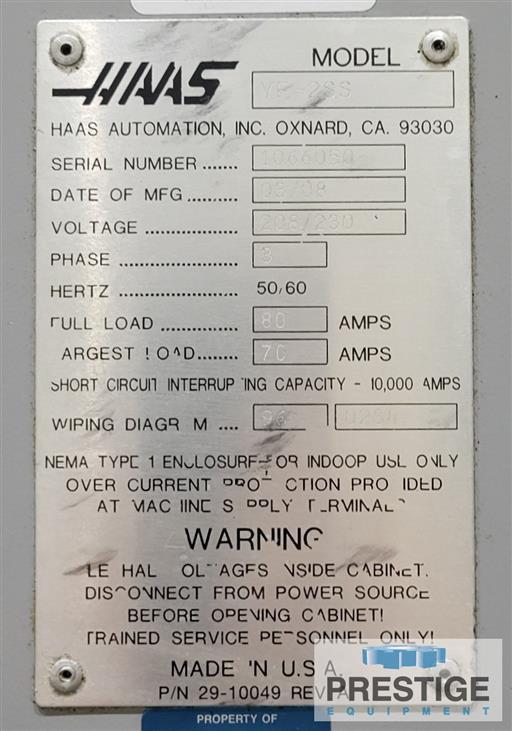 HAAS
MODEL
VF-2SS
HAAS AUTOMATION, INC. OXNARD, CA. 93030
SERIAL NUMBER .......
DATE OF MFG .......... 03/08
VOLTAGE ................. 208/230
PHASE ..................... 3
HERTZ ...................... 50/60
FULL LOAD ............. 80 AMPS
LARGEST LOAD........ 70 AMPS
SHORT CIRCUIT INTERRUPTING CAPACITY - 10,000 AMPS
WIRING DIAGRAM .... 96
NEMA TYPE 1 ENCLOSURE-FOR INDOOR USE ONLY
OVER CURRENT PROTECTION PROVIDED
AT MACHINE SUPPLY TERMINALS
WARNING
LETHAL VOLTAGES INSIDE CABINET.
DISCONNECT FROM POWER SOURCE
BEFORE OPENING CABINET!
TRAINED SERVICE PERSONNEL ONLY!
MADE IN U.S.A.
P/N 29-10049 REV. A
PROPERTY OF
PRESTIGE
EQUIPMENT